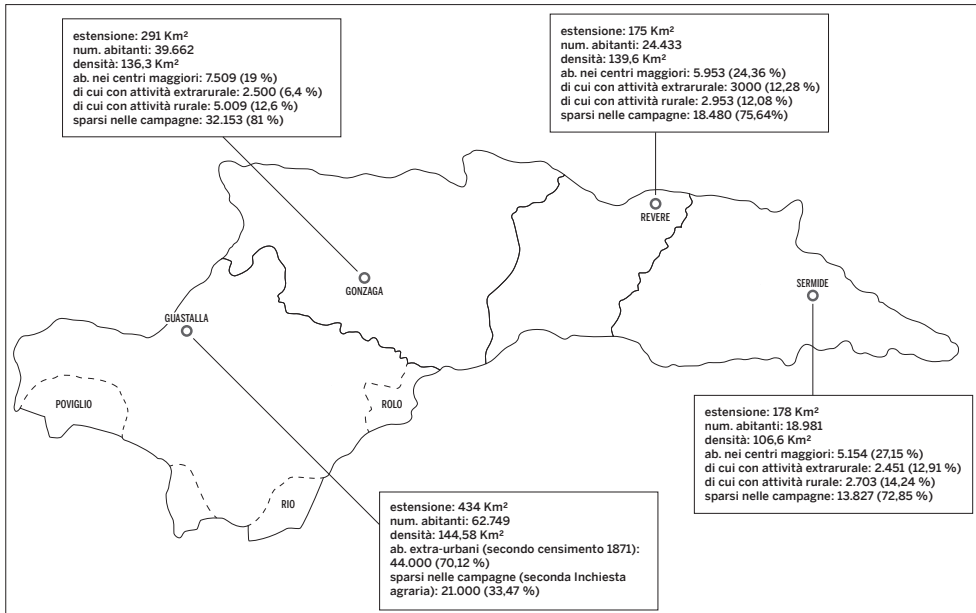 estensione: 291 Km²
num. abitanti: 39.662
densità: 136,3 Km²
ab. nei centri maggiori: 7.509 (19 %)
di cui con attività extrarurale: 2.500 (6,4 %)
di cui con attività rurale: 5.009 (12,6 %)
sparsi nelle campagne: 32.153 (81 %)
estensione: 175 Km²
num. abitanti: 24.433
densità: 139,6 Km²
ab. nei centri maggiori: 5.953 (24,36 %)
di cui con attività extrarurale: 3000 (12,28 %)
di cui con attività rurale: 2.953 (12,08 %)
sparsi nelle campagne: 18.480 (75,64%)
REVERE
GONZAGA
SERMIDE
GUASTALLA
POVIGLIO
ROLO
RIO
estensione: 178 Km²
num. abitanti: 18.981
densità: 106,6 Km²
ab. nei centri maggiori: 5.154 (27,15 %)
di cui con attività extrarurale: 2.451 (12,91 %)
di cui con attività rurale: 2.703 (14,24 %)
sparsi nelle campagne: 13.827 (72,85 %)
estensione: 434 Km²
num. abitanti: 62.749
densità: 144,58 Km²
ab. extra-urbani (secondo censimento 1871):
44.000 (70,12 %)
sparsi nelle campagne (seconda Inchiesta
agraria): 21.000 (33,47 %)